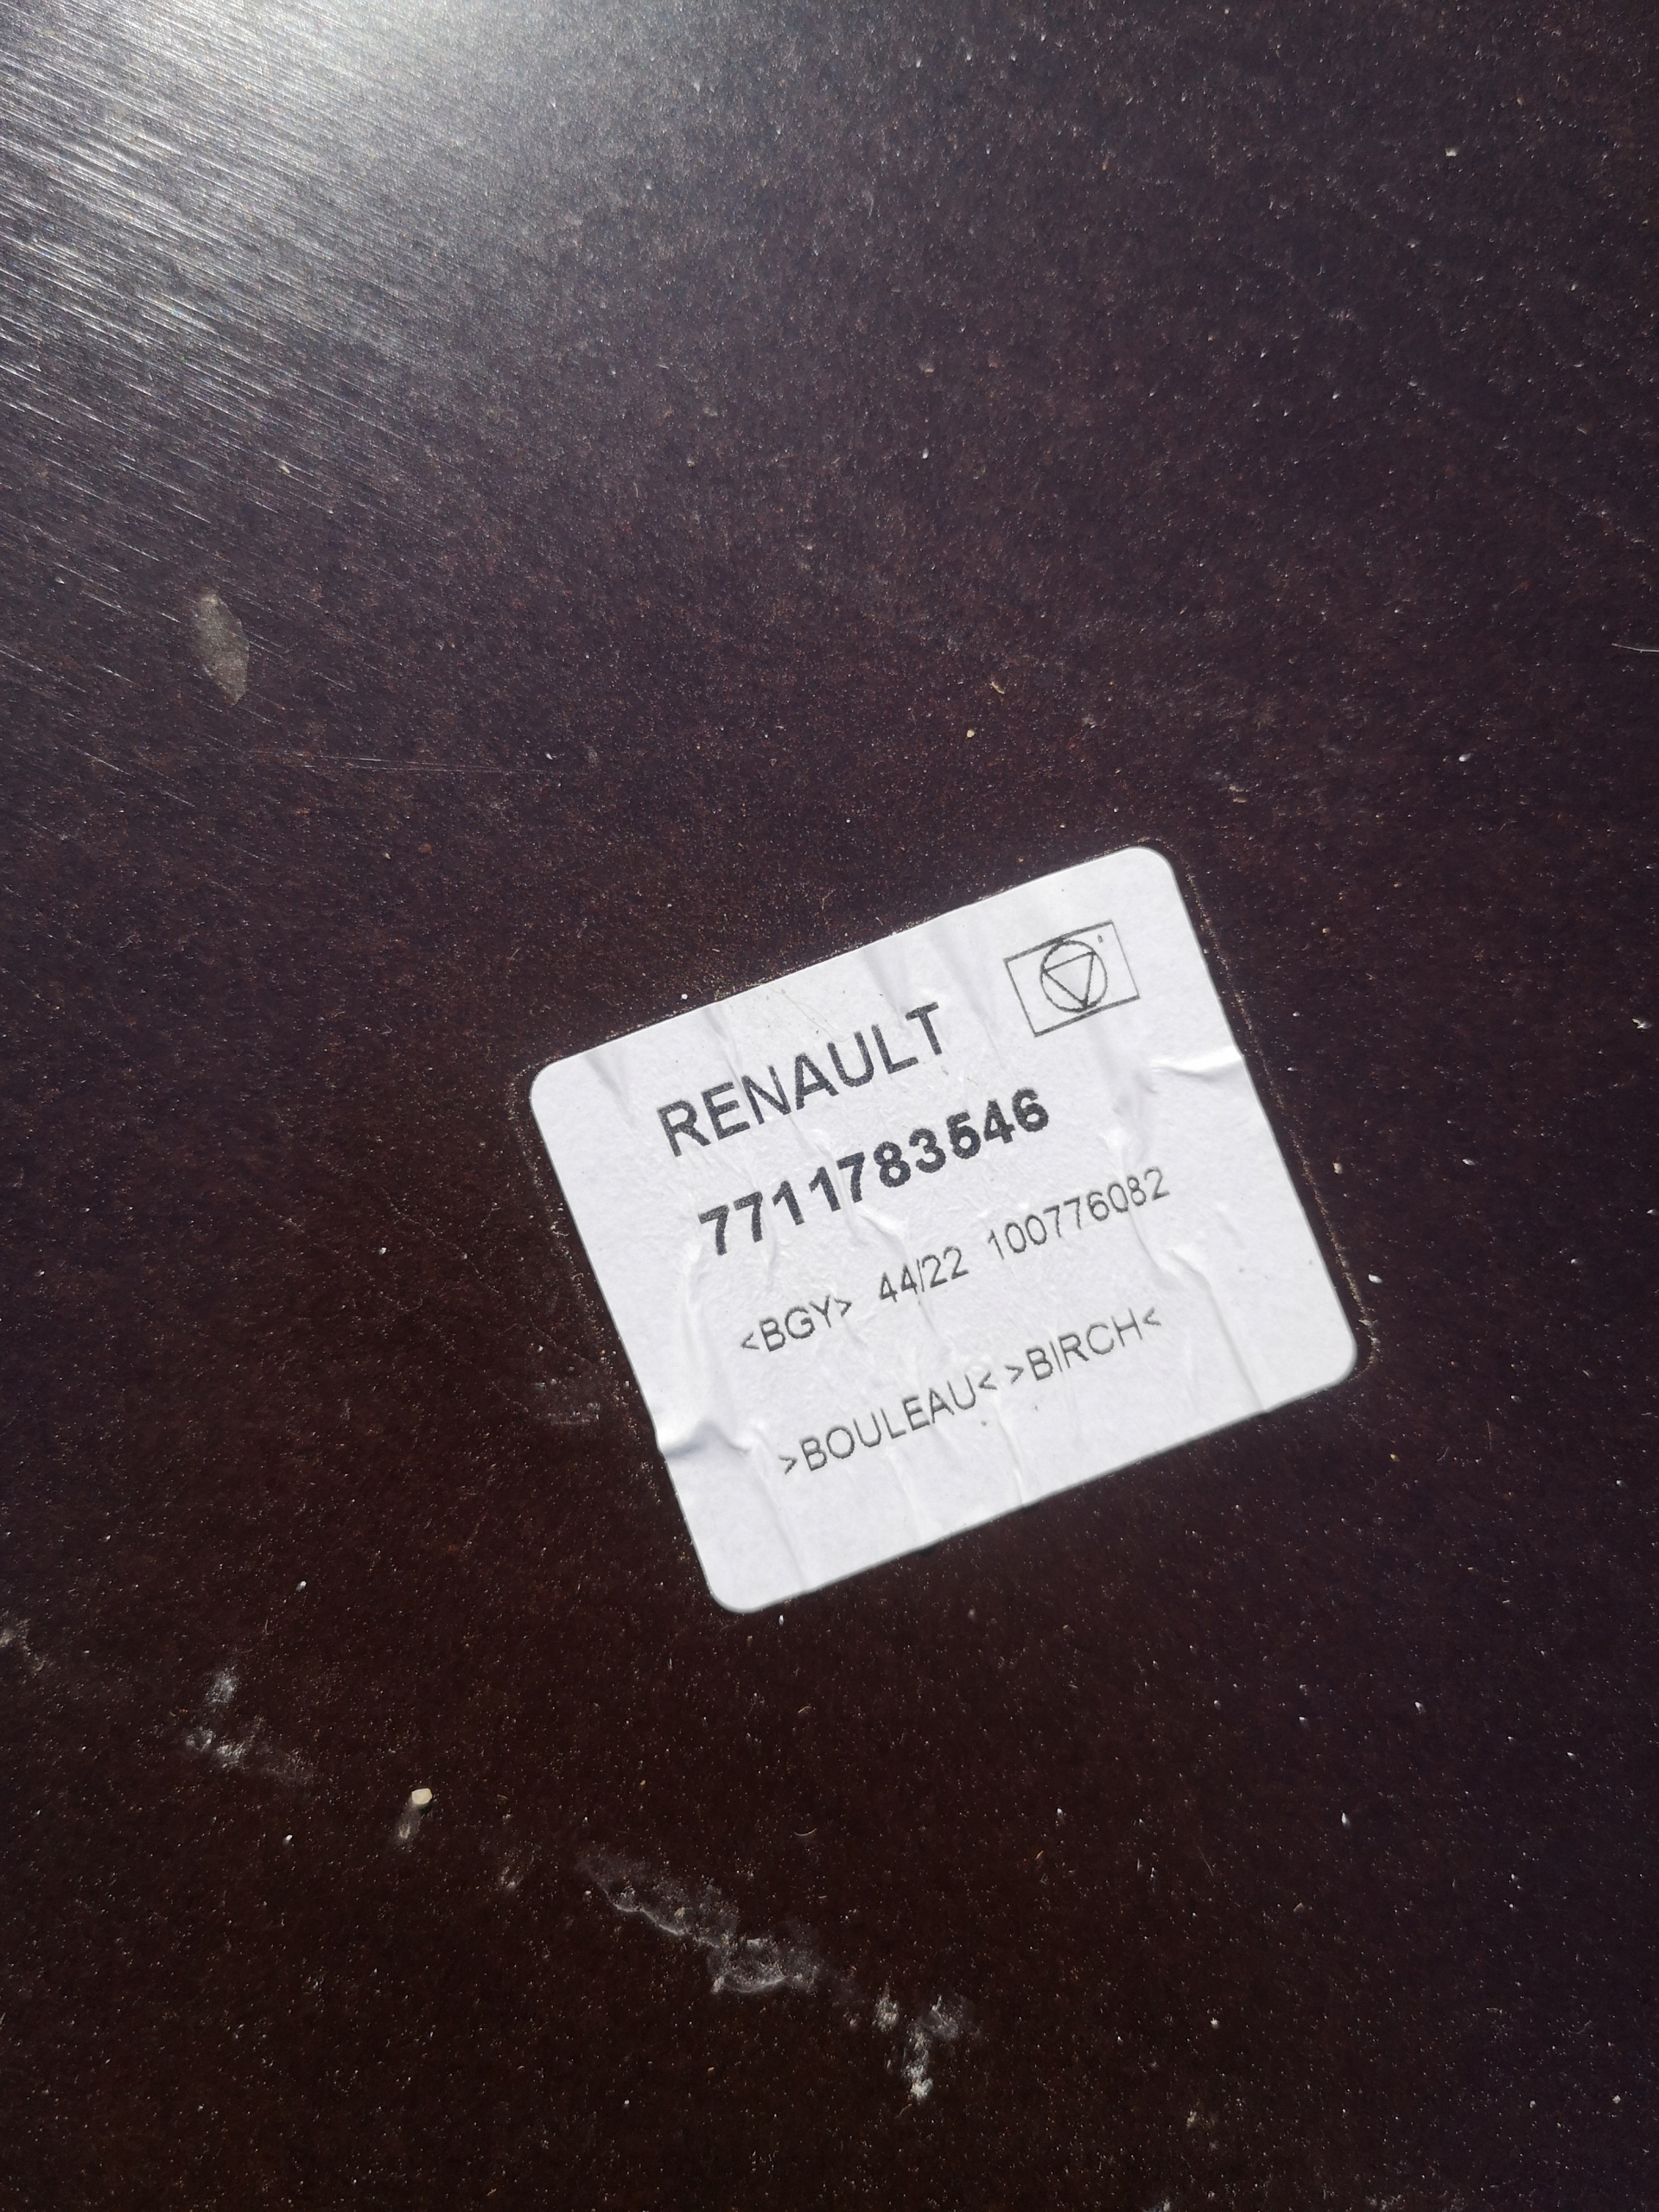 RENAULT
7711783546
<BGY> 44/22 100776082
>BOULEAU< >BIRCH<